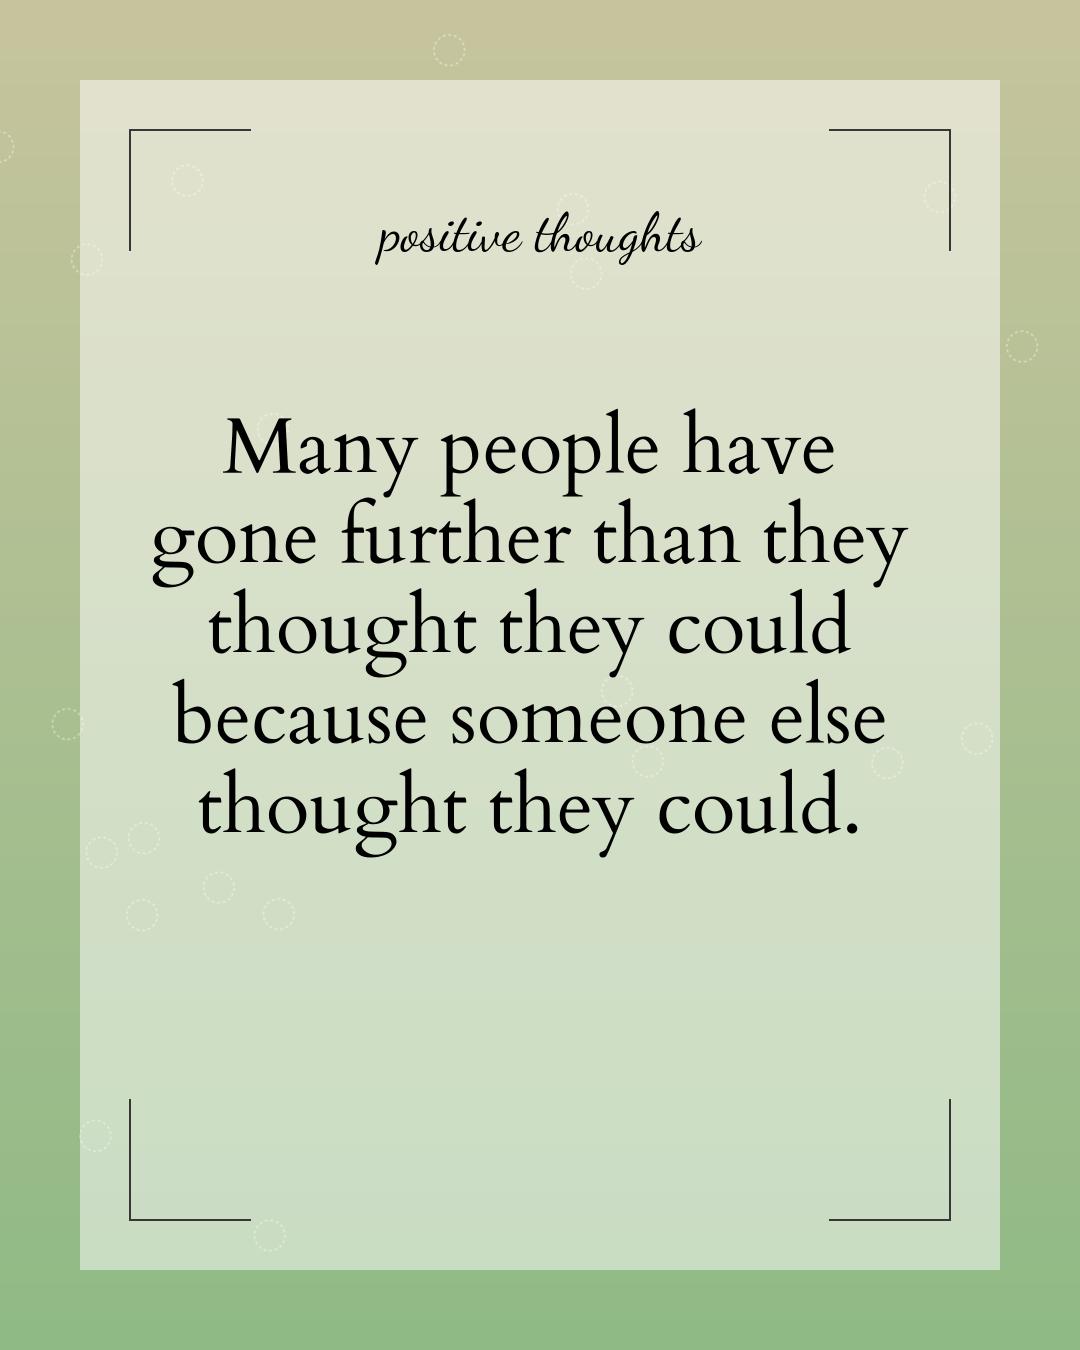 positive thoughts
Many people have
gone further than they
thought they could
because someone else
thought they could.